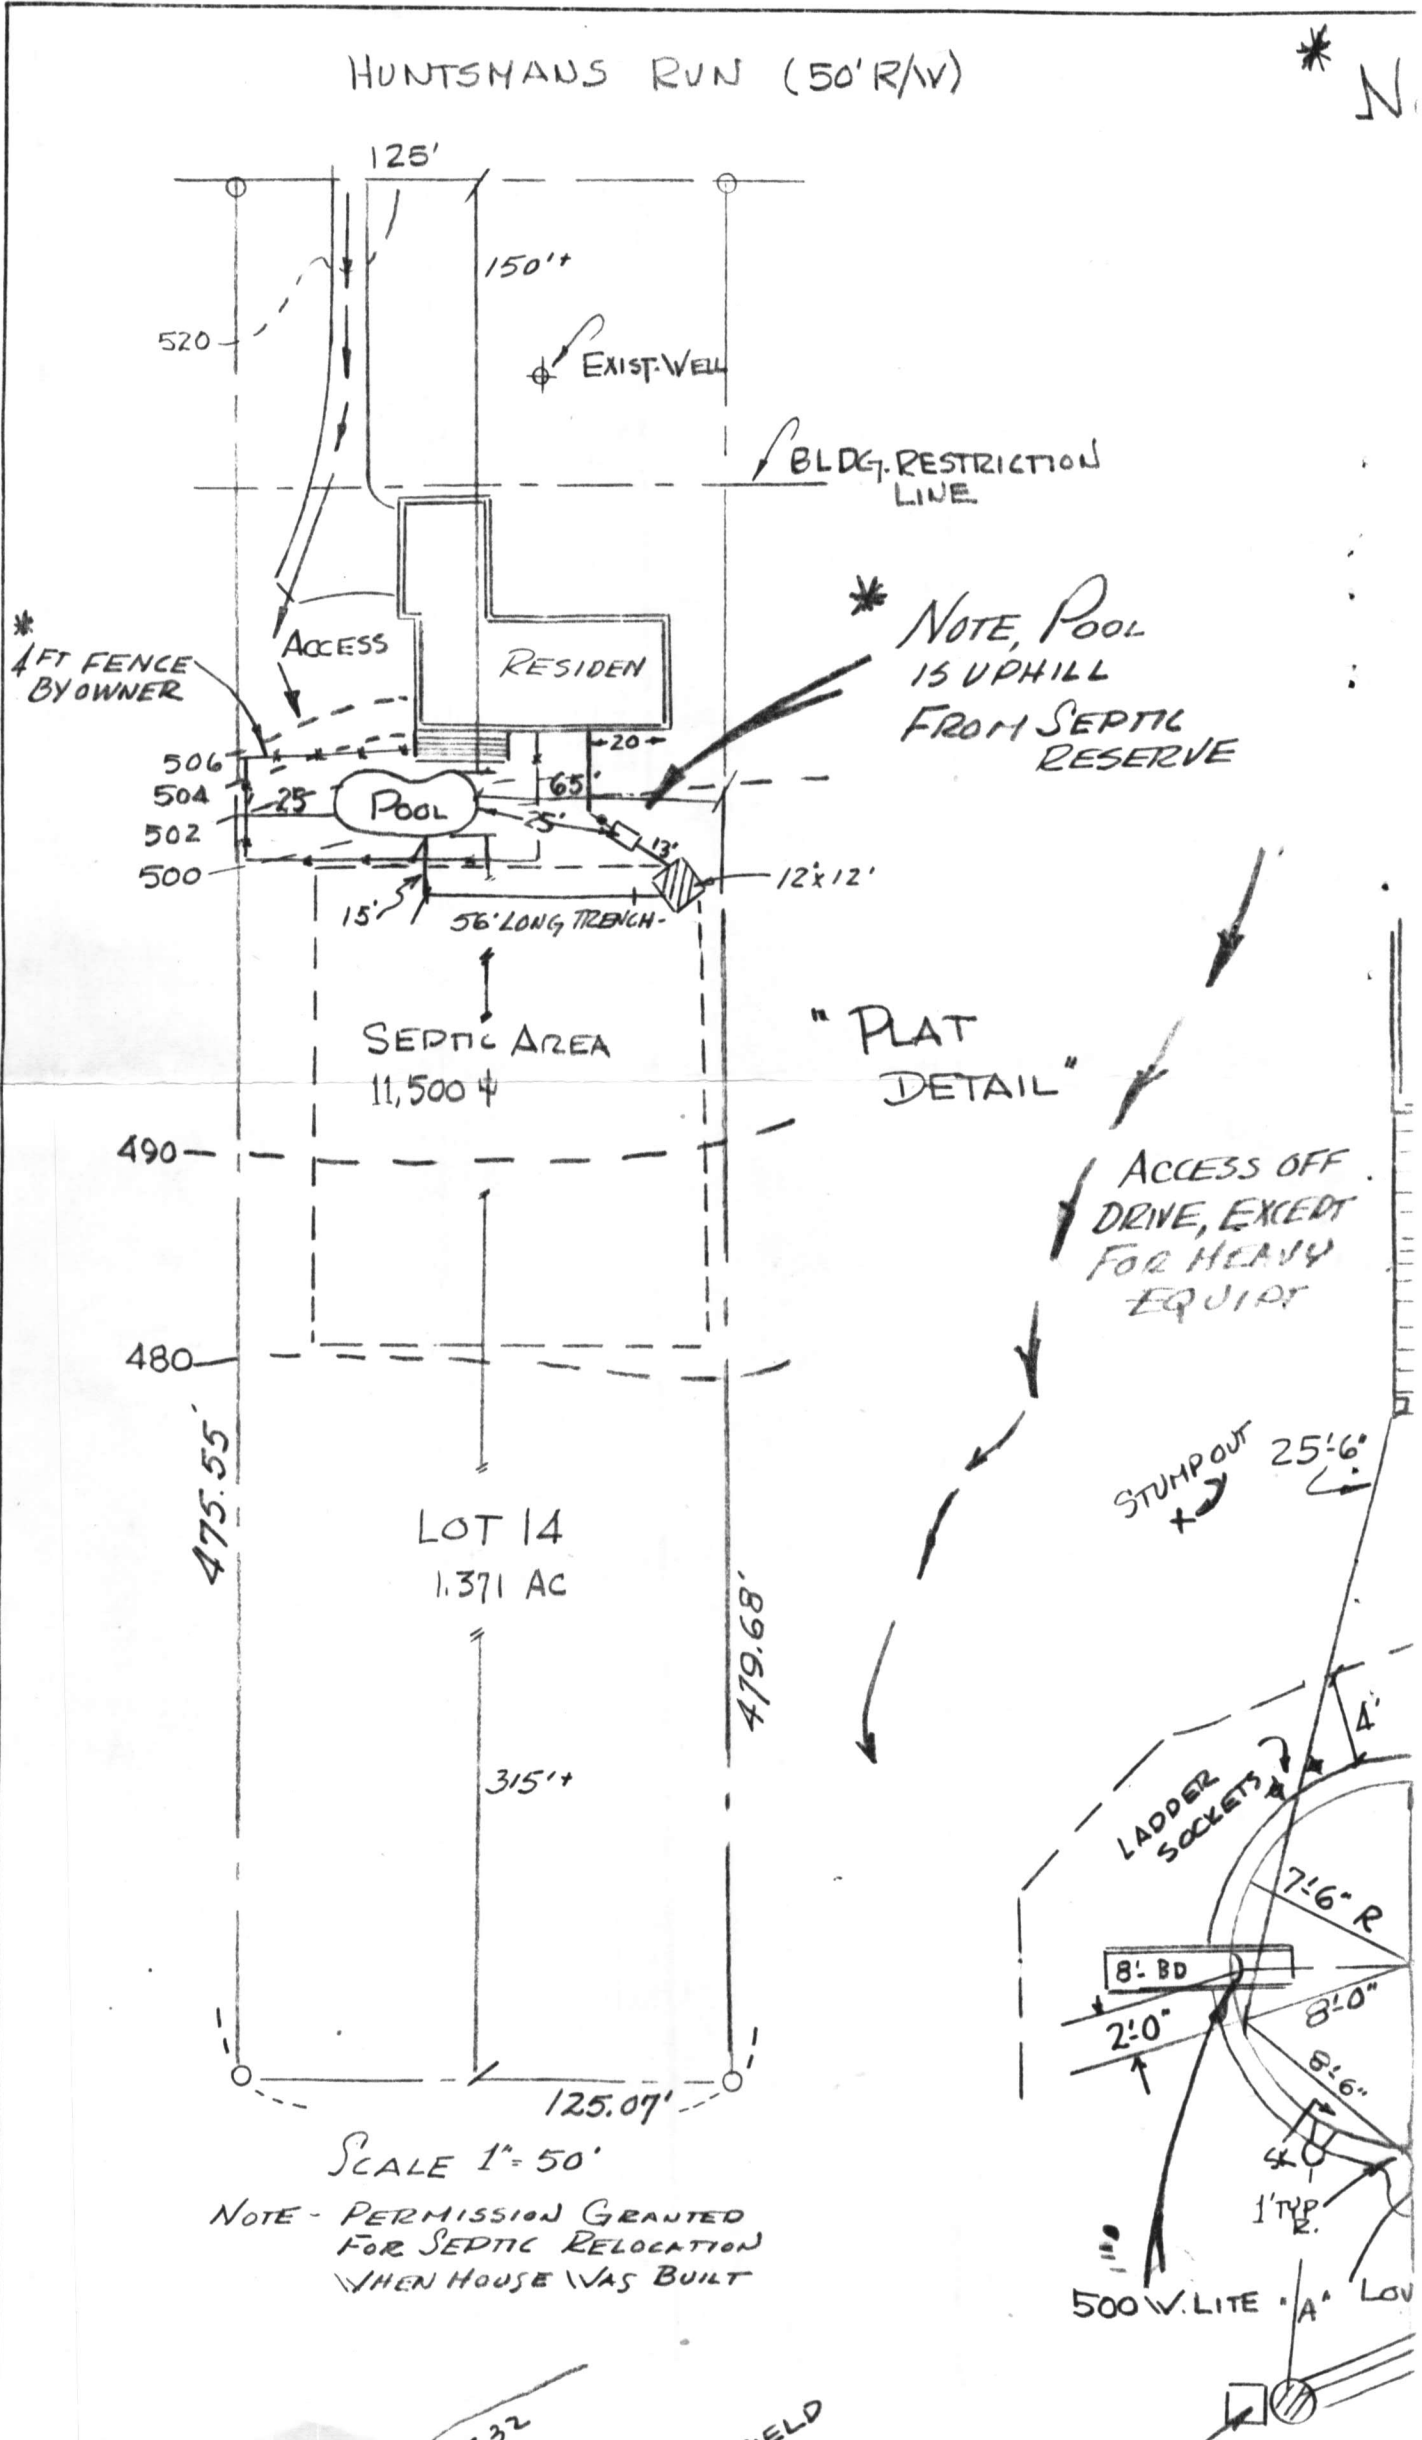 HUNTSMANS RUN (50' R/W)
*
125'
150'+
520
EXIST. WELL
BLDG. RESTRICTION
LINE
*
NOTE, POOL
IS UPHILL
FROM SEPTIC
RESERVE
*
4 FT FENCE
BY OWNER
ACCESS
RESIDEN
20
506
504
502
500
25
POOL
65'
25'
13'
12'x12'
15'
56' LONG TRENCH
SEPTIC AREA
11,500
"PLAT
DETAIL"
490
480
ACCESS OFF
DRIVE, EXCEPT
FOR HEAVY
EQUIPT
STUMP OUT
25'-6"
475.55'
LOT 14
1.371 AC
479.68'
315'+
4'
LADDER
SOCKETS
7'-6" R
8'- BD
8'-0"
2'-0"
8'-6"
SK
1' TYP
R.
125.07'
SCALE 1" = 50'
NOTE - PERMISSION GRANTED
FOR SEPTIC RELOCATION
WHEN HOUSE WAS BUILT
500 W. LITE "A"
32